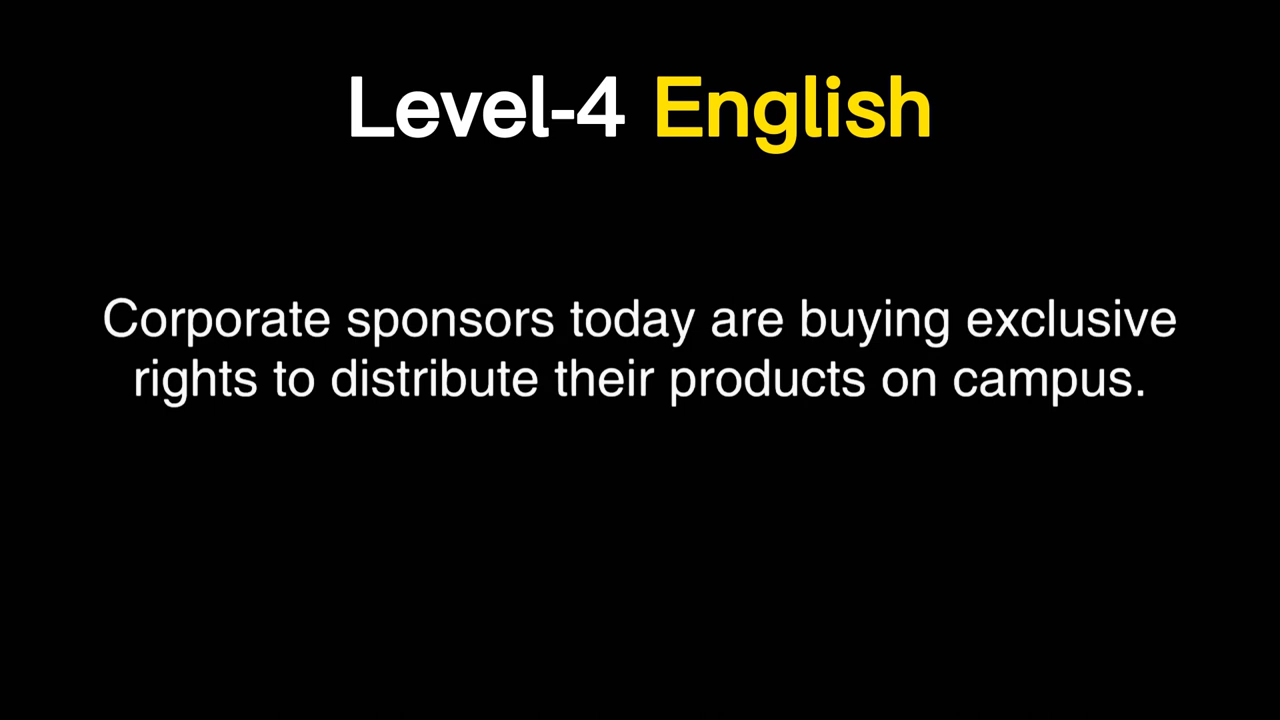 Level-4 English
Corporate sponsors today are buying exclusive
rights to distribute their products on campus.